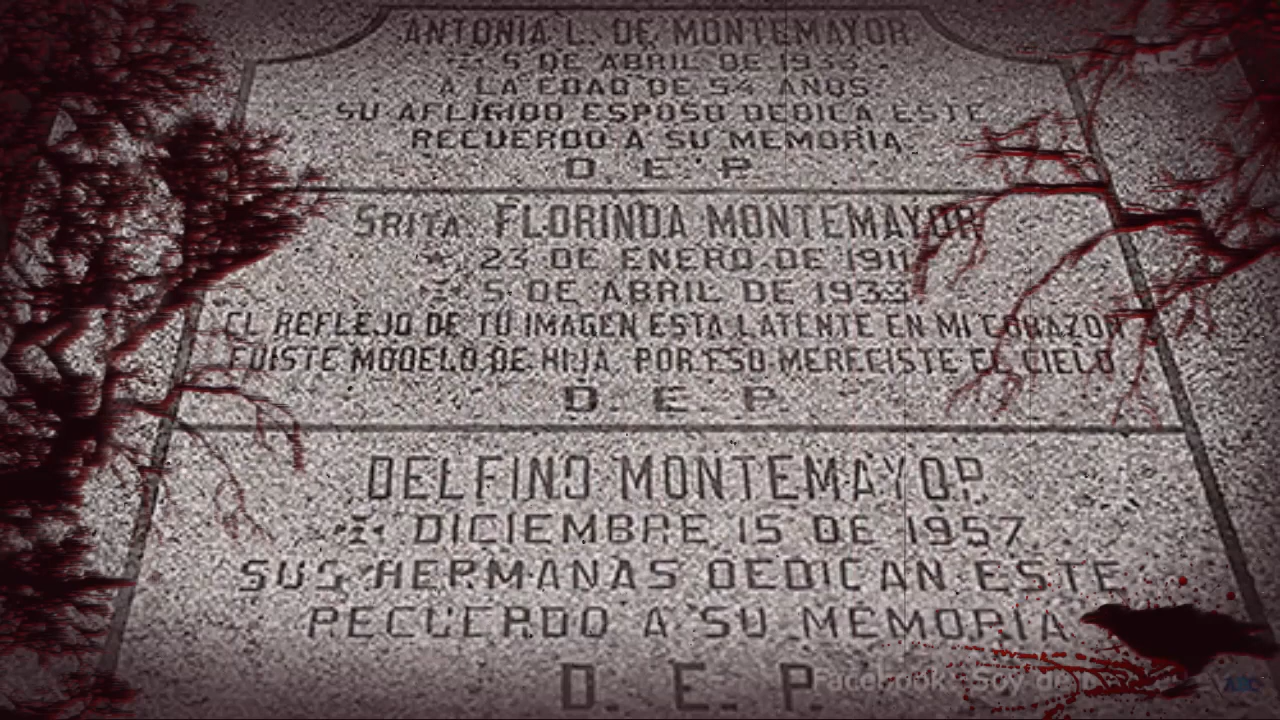 ANTONIA L. DE MONTEMAYOR
5 DE ABRIL DE 1933
A LA EDAD DE 54 AÑOS
SU AFLIGIDO ESPOSO DEDICA ESTE
RECUERDO A SU MEMORIA
D. E. P.
SRITA. FLORINDA MONTEMAYOR
* 23 DE ENERO DE 1911
5 DE ABRIL DE 1933
EL REFLEJO DE TU IMAGEN ESTA LATENTE EN MI CORAZON
FUISTE MODELO DE HIJA, POR ESO MERECISTE EL CIELO
D. E. P.
DELFINO MONTEMAYOR
DICIEMBRE 15 DE 1957
SUS HERMANAS DEDICAN ESTE
RECUERDO A SU MEMORIA
D. E. P.
Facebook: Soy de